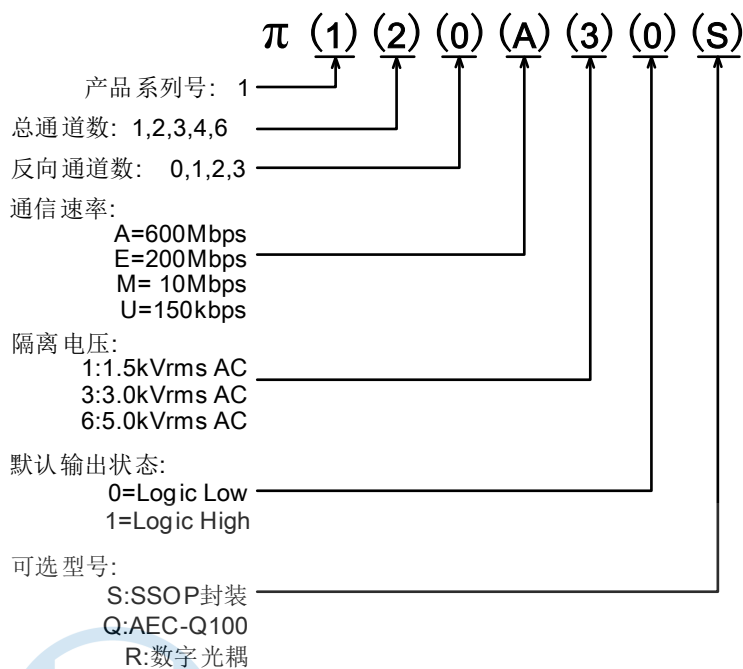 π (1) (2) (0) (A) (3) (0) (S)
产品系列号: 1
总通道数: 1,2,3,4,6
反向通道数: 0,1,2,3
通信速率:
A=600Mbps
E=200Mbps
M= 10Mbps
U=150kbps
隔离电压:
1:1.5kVrms AC
3:3.0kVrms AC
6:5.0kVrms AC
默认输出状态:
0=Logic Low
1=Logic High
可选型号:
S:SSOP封装
Q:AEC-Q100
R:数字光耦